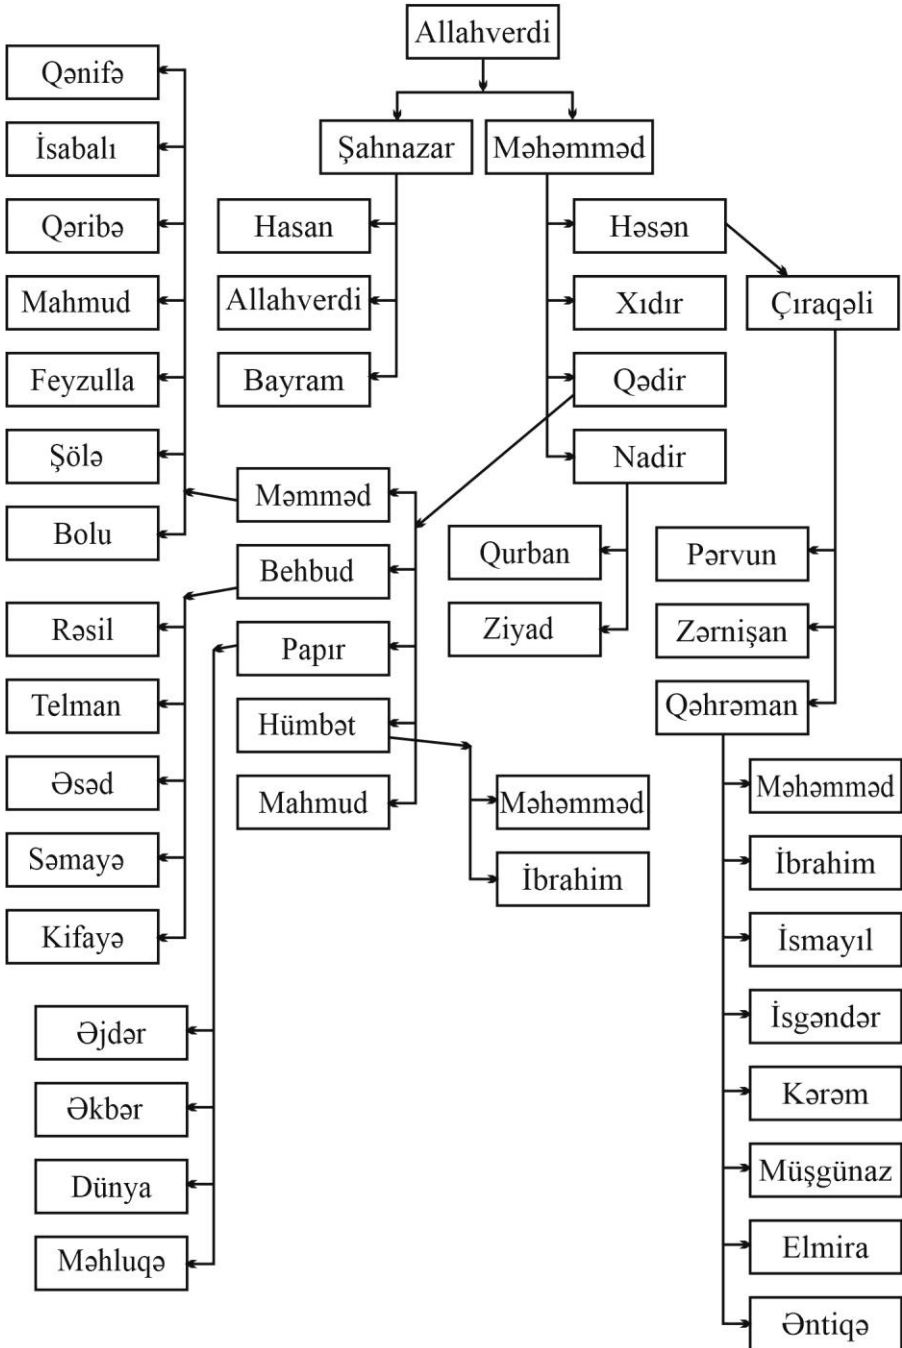 Allahverdi
Şahnazar
Məhəmməd
Hasan
Allahverdi
Bayram
Həsən
Xıdır
Qədir
Nadir
Çıraqəli
Qənifə
İsabalı
Qəribə
Mahmud
Feyzulla
Şölə
Bolu
Məmməd
Behbud
Papır
Hümbət
Mahmud
Qurban
Ziyad
Pərvun
Zərnişan
Qəhrəman
Rəsil
Telman
Əsəd
Səmayə
Kifayə
Məhəmməd
İbrahim
Məhəmməd
İbrahim
İsmayıl
İsgəndər
Kərəm
Müşgünaz
Elmira
Əntiqə
Əjdər
Əkbər
Dünya
Məhluqə